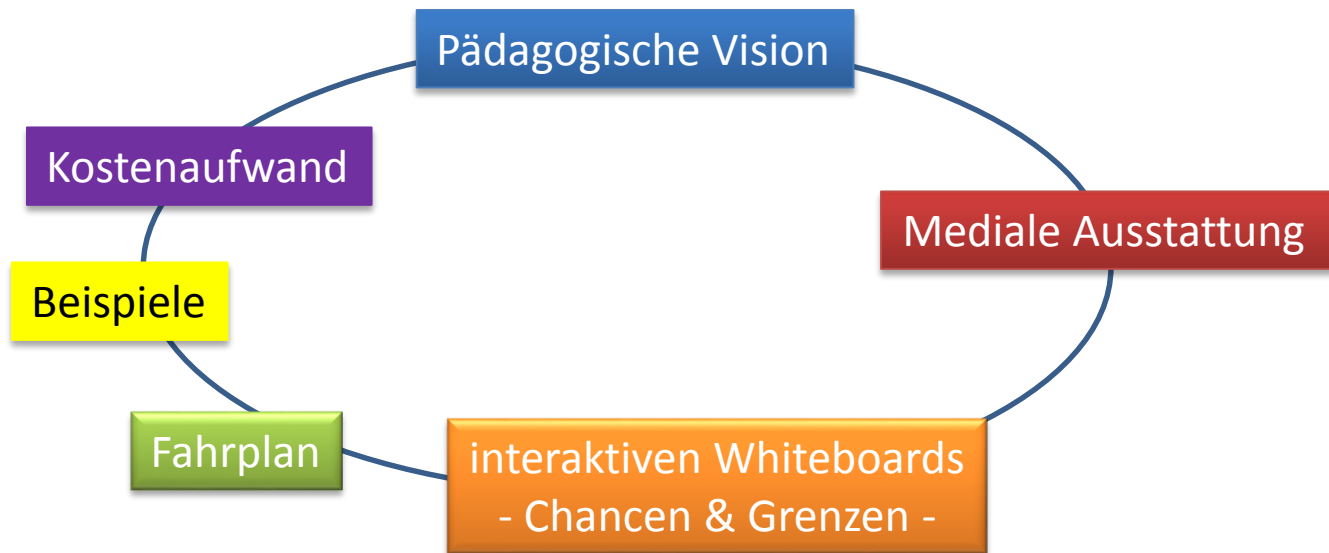 Pädagogische Vision
Kostenaufwand
Mediale Ausstattung
Beispiele
Fahrplan
interaktiven Whiteboards
- Chancen & Grenzen -